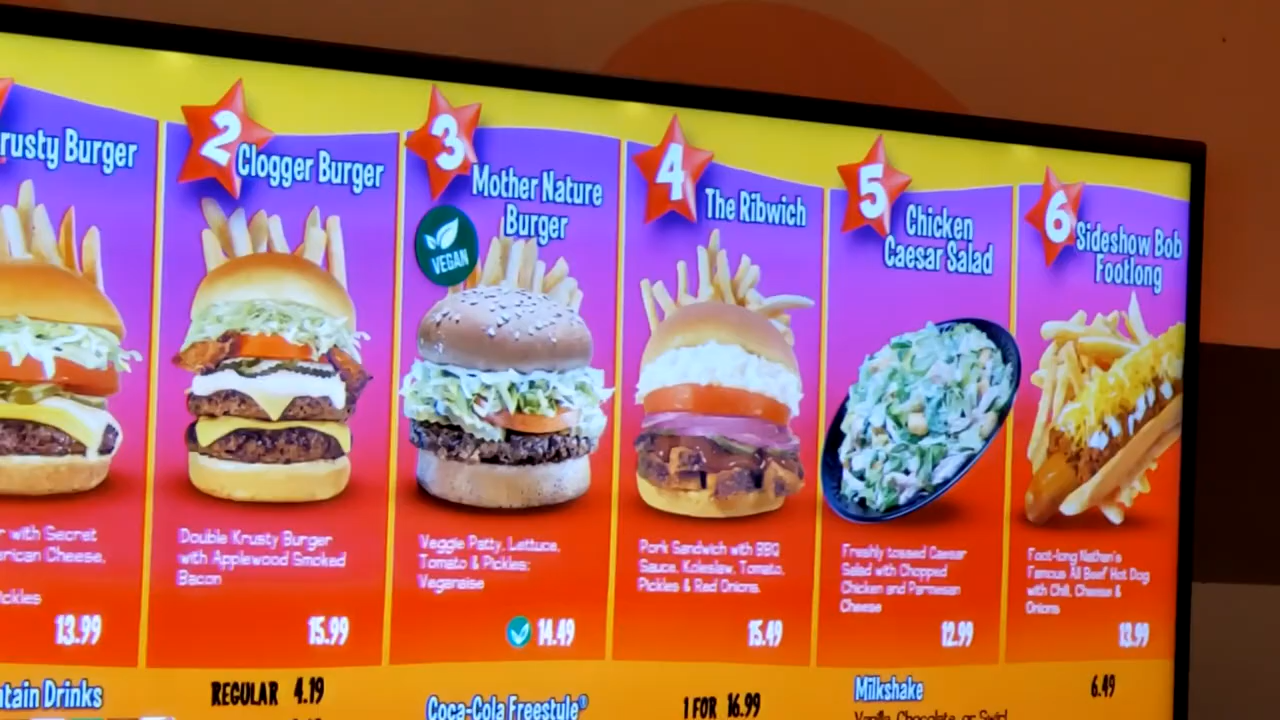 rusty Burger
r with Secret
rican Cheese,
ickles
13.99
2
Clogger Burger
Double Krusty Burger
with Applewood Smoked
Bacon
15.99
3
Mother Nature
Burger
VEGAN
Veggie Patty, Lettuce,
Tomato & Pickles:
Veganaise
14.49
4
The Ribwich
Pork Sandwich with BBQ
Sauce, Koleslaw, Tomato,
Pickles & Red Onions.
15.49
5
Chicken
Caesar Salad
Freshly tossed Caesar
Salad with Chopped
Chicken and Parmesan
Cheese
12.99
6
Sideshow Bob
Footlong
Foot-long Nathan's
Famous All Beef Hot Dog
with Chili, Cheese &
Onions
13.99
tain Drinks
REGULAR 4.19
Coca-Cola Freestyle®
1 FOR 16.99
Milkshake
Vanilla, Chocolate, or Swirl
6.49